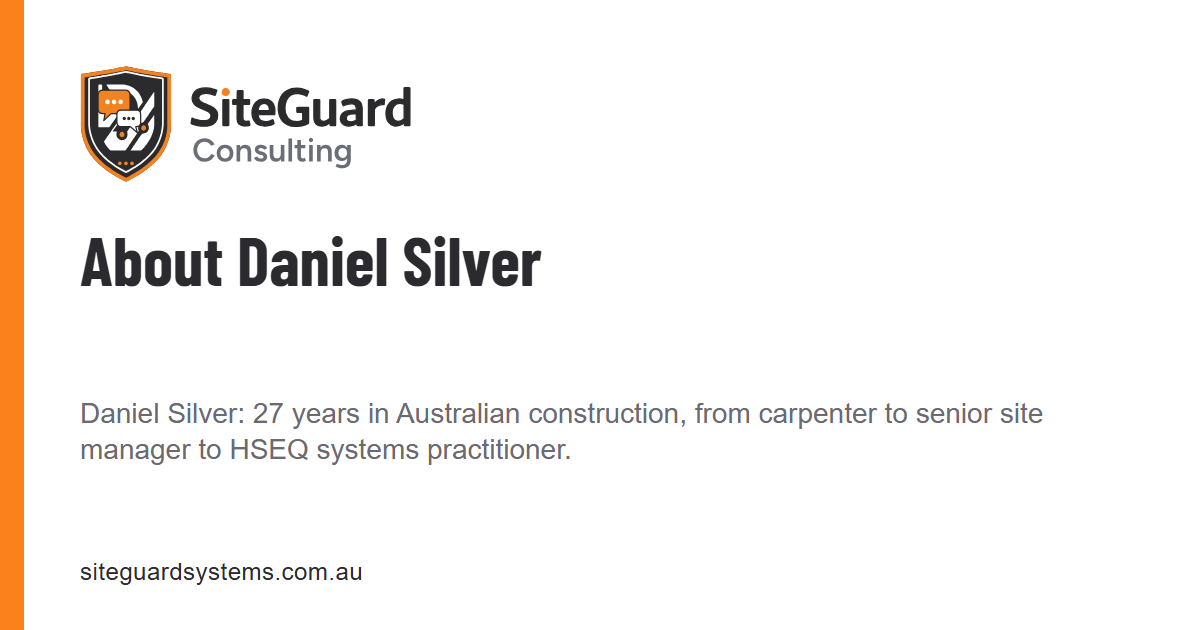 SiteGuard
Consulting
About Daniel Silver
Daniel Silver: 27 years in Australian construction, from carpenter to senior site
manager to HSEQ systems practitioner.
siteguardsystems.com.au